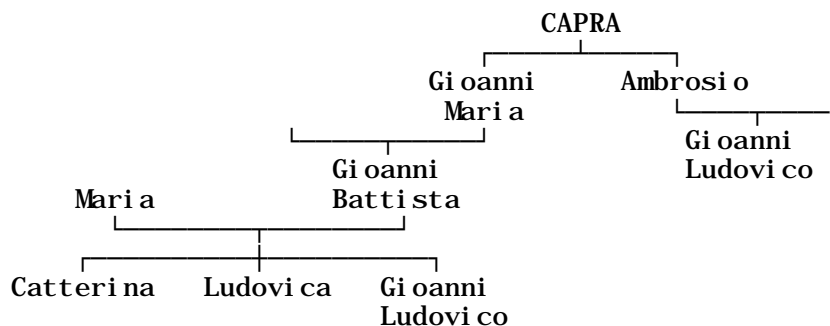 CAPRA
Gioanni Ambrosio
Maria
Gioanni
Gioanni Ludovico
Maria Battista
Catterina Ludovica Gioanni
Ludovico